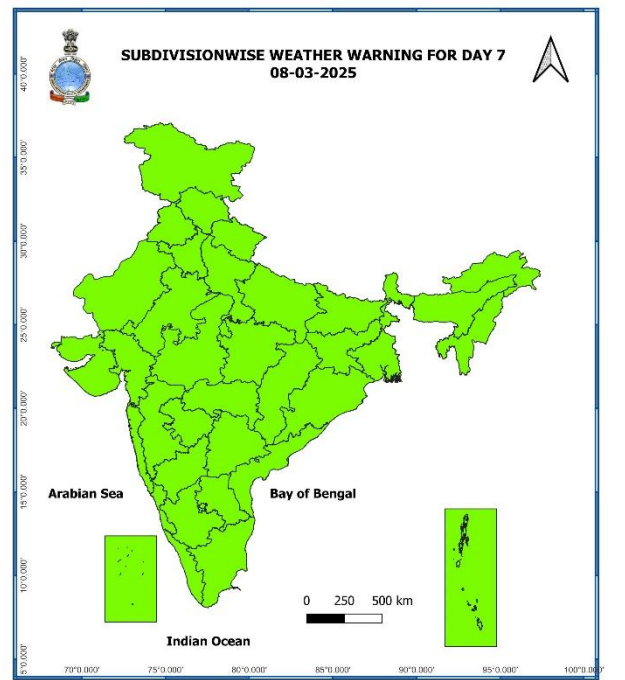 SUBDIVISIONWISE WEATHER WARNING FOR DAY 7
08-03-2025
40°0.000'
35°0.000'
30°0.000'
25°0.000'
20°0.000'
15°0.000'
10°0.000'
5°0.000'
Arabian Sea
Bay of Bengal
0 250 500 km
Indian Ocean
70°0.000' 75°0.000' 80°0.000' 85°0.000' 90°0.000' 95°0.000' 100°0.000'